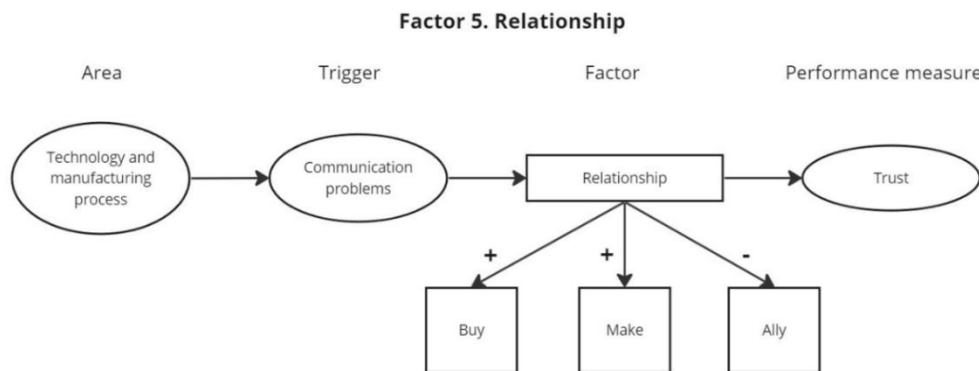 Factor 5. Relationship
Area
Trigger
Factor
Performance measure
Technology and
manufacturing
process
Communication
problems
Relationship
Trust
+
+
-
Buy
Make
Ally